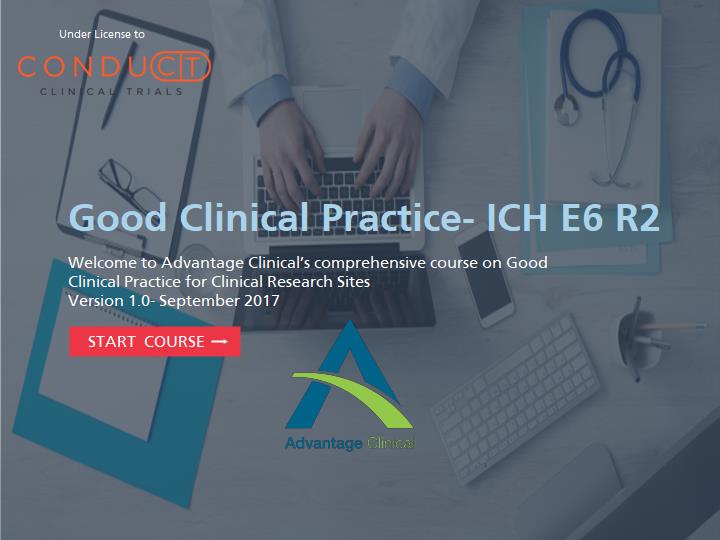 Under License to
CONDUCT
CLINICAL TRIALS
Good Clinical Practice- ICH E6 R2
Welcome to Advantage Clinical’s comprehensive course on Good
Clinical Practice for Clinical Research Sites
Version 1.0- September 2017
START COURSE →
Advantage Clinical